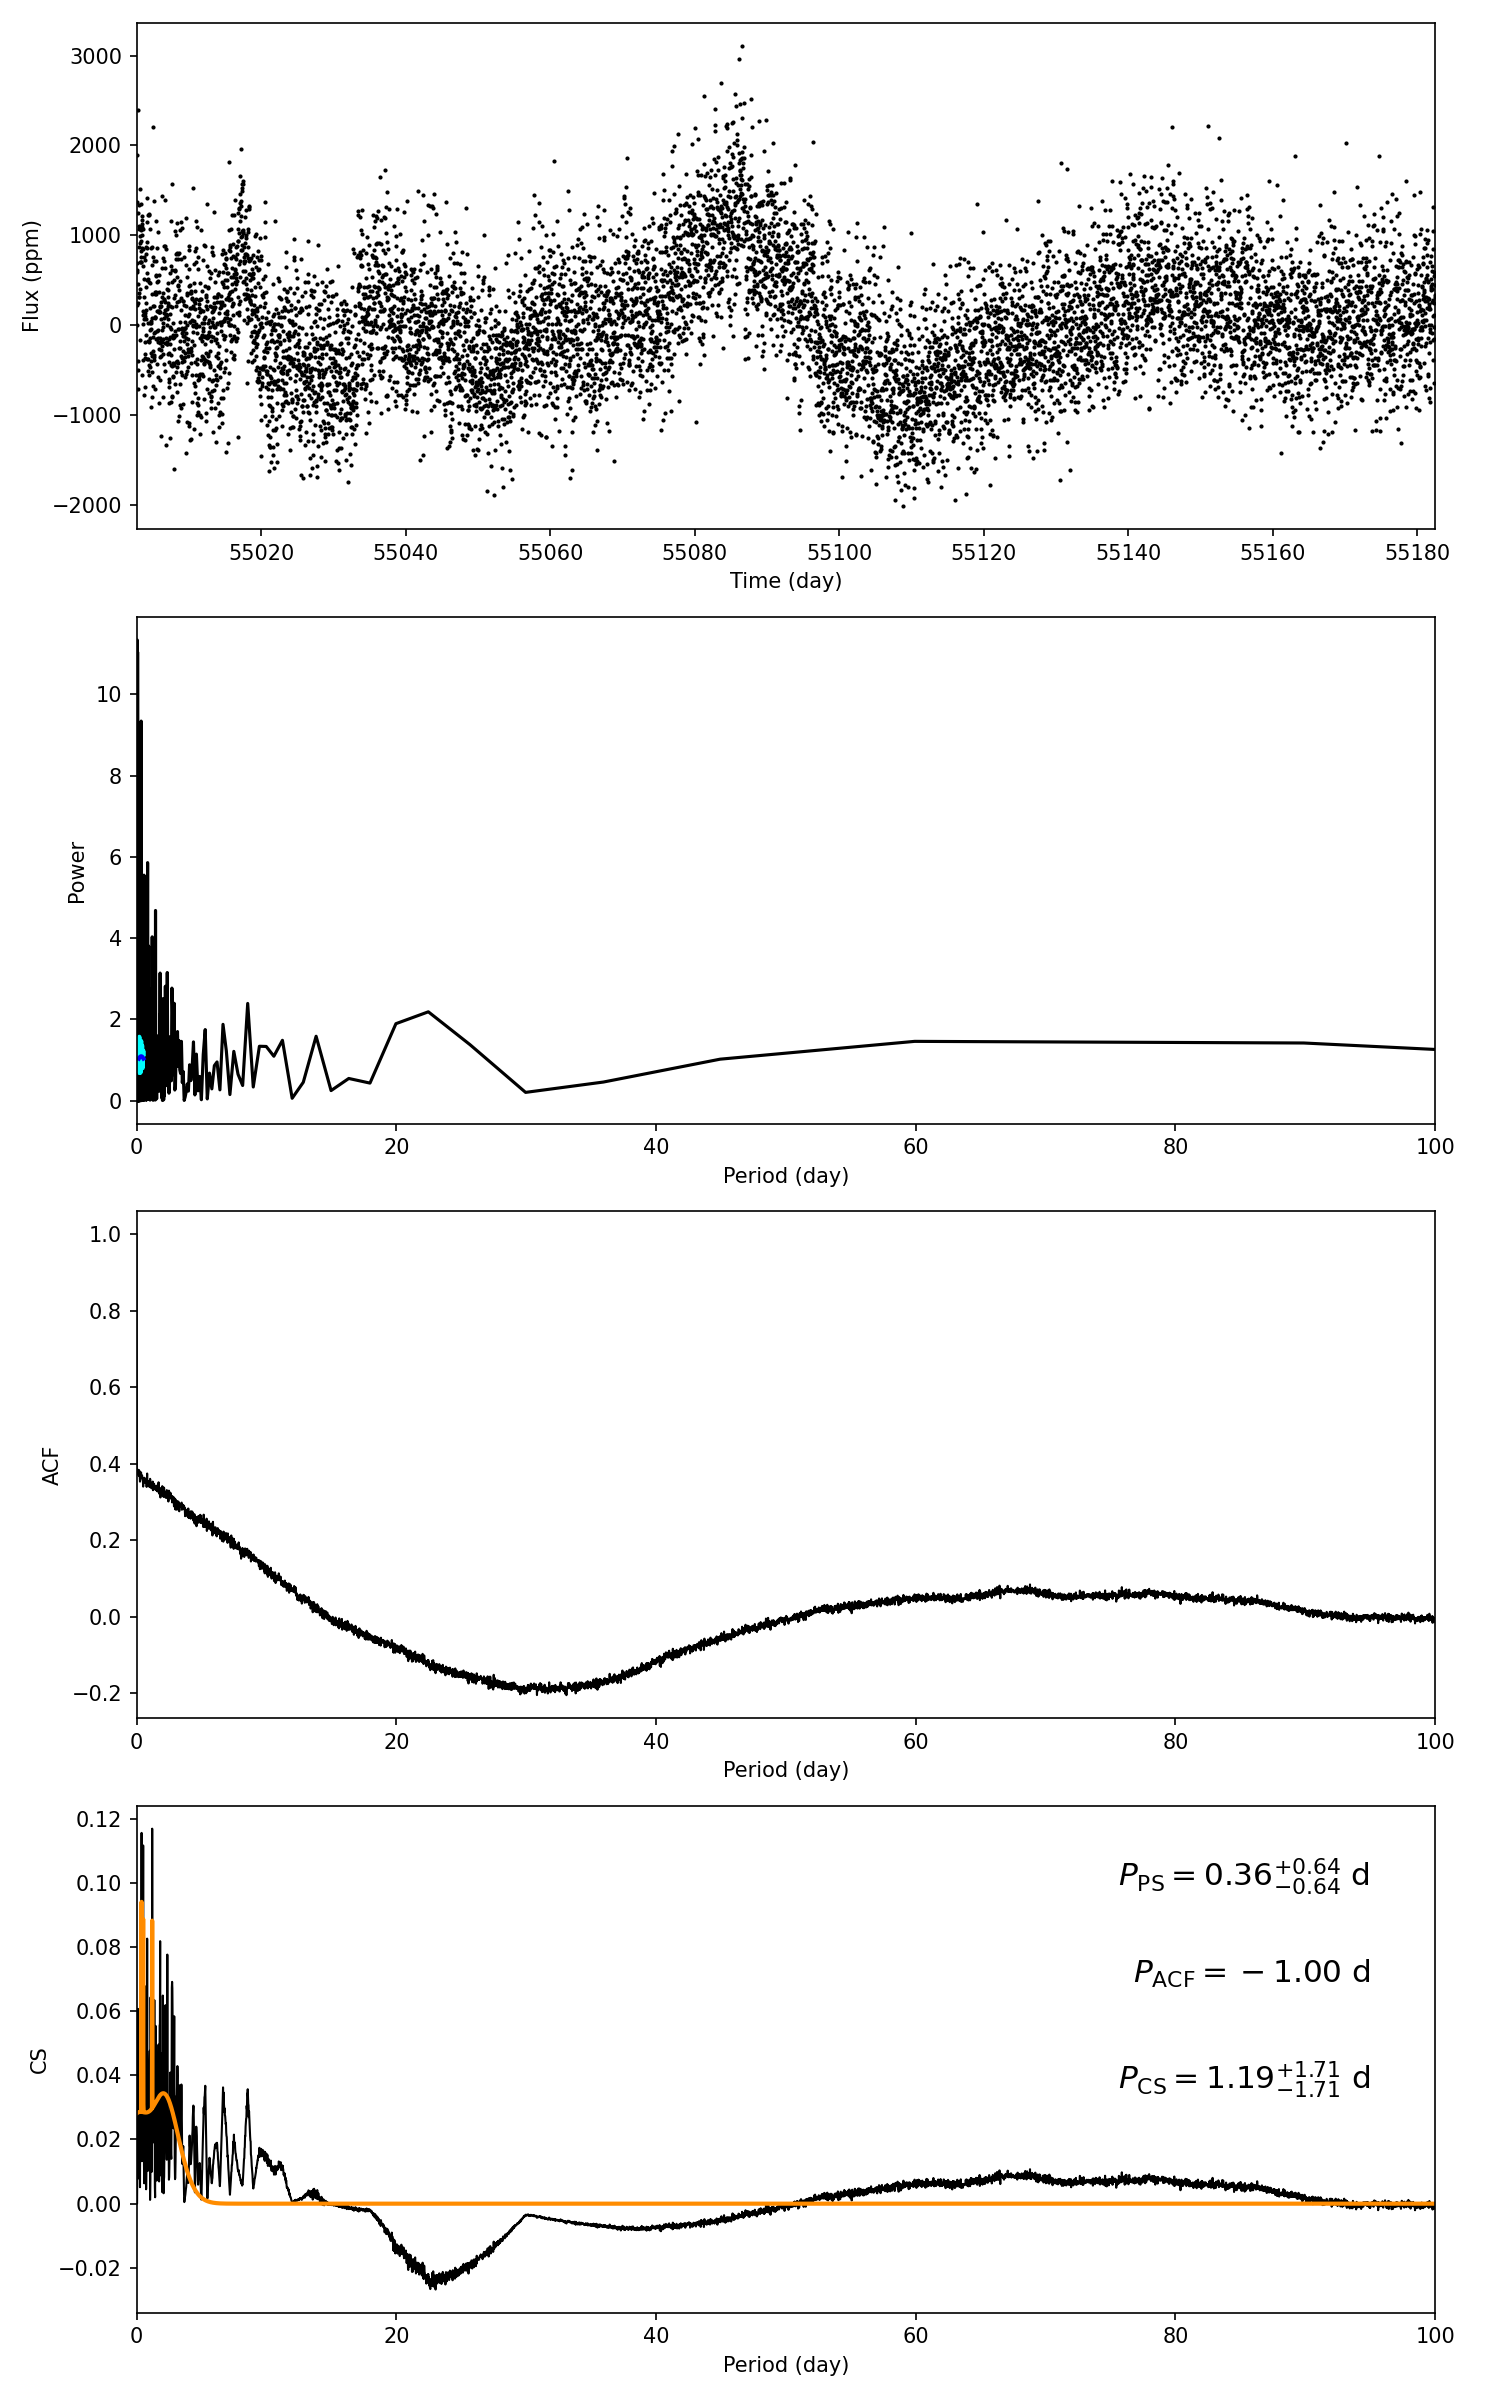 3000
2000
1000
0
−1000
−2000
Flux (ppm)
55020 55040 55060 55080 55100 55120 55140 55160 55180
Time (day)
10
8
6
4
2
0
Power
0 20 40 60 80 100
Period (day)
1.0
0.8
0.6
0.4
0.2
0.0
−0.2
ACF
0 20 40 60 80 100
Period (day)
0.12
0.10
0.08
0.06
0.04
0.02
0.00
−0.02
CS
P_PS = 0.36^{+0.64}_{−0.64} d
P_ACF = −1.00 d
P_CS = 1.19^{+1.71}_{−1.71} d
0 20 40 60 80 100
Period (day)